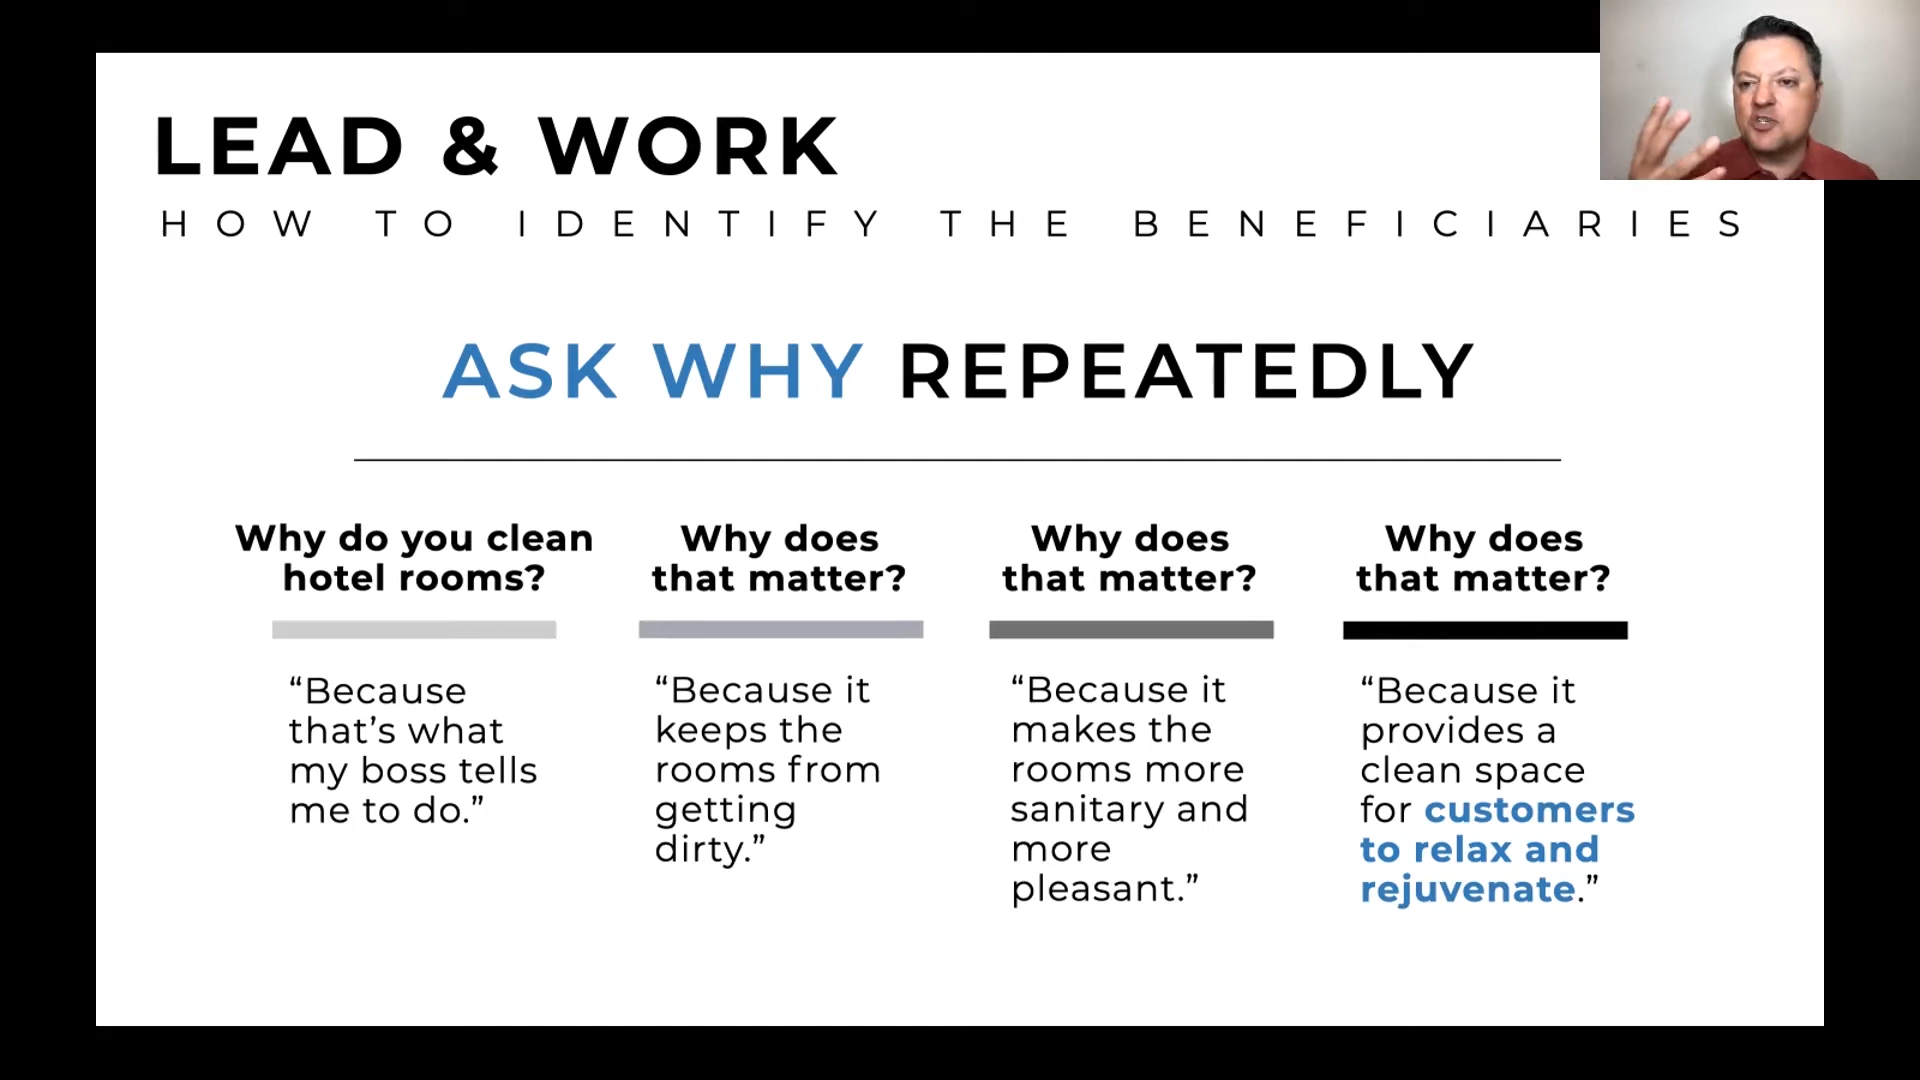 LEAD & WORK
HOW TO IDENTIFY THE BENEFICIARIES
ASK WHY REPEATEDLY
Why do you clean
hotel rooms?
“Because
that’s what
my boss tells
me to do.”
Why does
that matter?
“Because it
keeps the
rooms from
getting
dirty.”
Why does
that matter?
“Because it
makes the
rooms more
sanitary and
more
pleasant.”
Why does
that matter?
“Because it
provides a
clean space
for customers
to relax and
rejuvenate.”